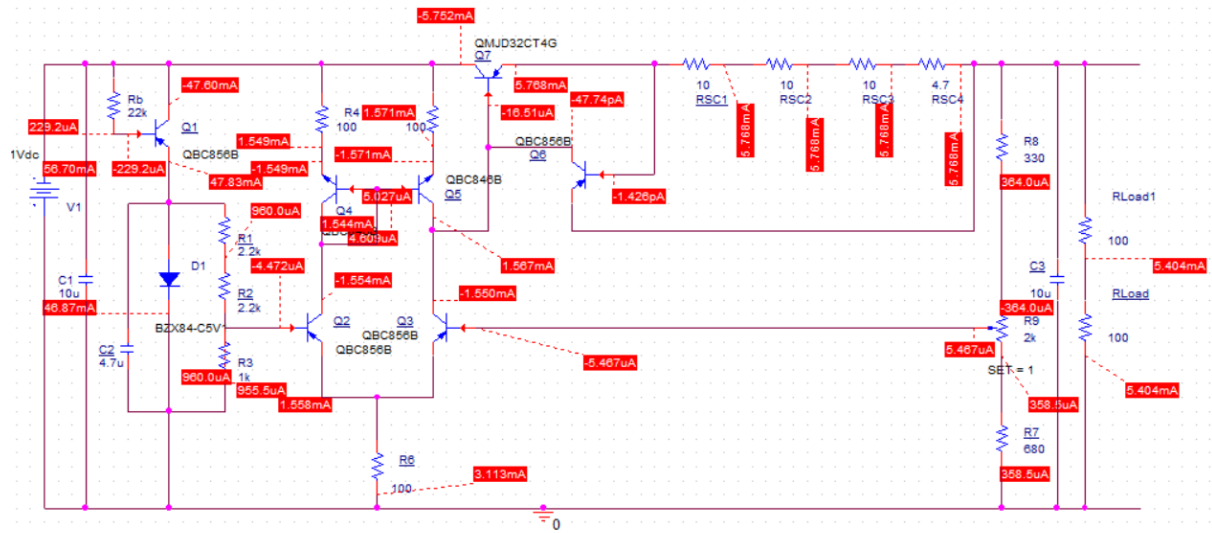 -5.752mA
QMJD32CT4G
Q7
-47.60mA
5.768mA
-47.74pA
10
RSC1
10
RSC2
10
RSC3
4.7
RSC4
Rb
22k
R4
100
1.571mA
100
-16.51uA
229.2uA
Q1
QBC856B
1.549mA
-1.571mA
QBC856B
Q6
5.768mA
5.768mA
5.768mA
5.768mA
R8
330
1Vdc
56.70mA
-229.2uA
47.83mA
-1.549mA
QBC846B
-1.426pA
364.0uA
V1
5.027uA
Q5
RLoad1
960.0uA
Q4
1.544mA
4.609uA
100
R1
2.2k
1.567mA
5.404mA
D1
-4.472uA
C1
10u
R2
2.2k
-1.554mA
-1.550mA
C3
10u
RLoad
46.87mA
-364.0uA
BZX84-C5V1
Q2
QBC856B
Q3
QBC856B
R9
2k
100
C2
4.7u
R3
1k
-5.467uA
5.467uA
SET = 1
960.0uA
955.5uA
1.558mA
358.5uA
5.404mA
R7
680
R6
100
3.113mA
358.5uA
0